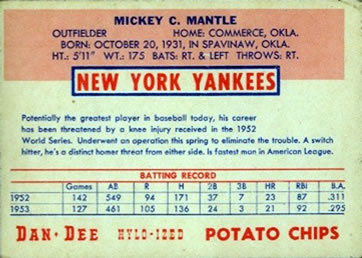 MICKEY C. MANTLE
OUTFIELDER HOME: COMMERCE, OKLA.
BORN: OCTOBER 20, 1931, IN SPAVINAW, OKLA.
HT.: 5'11" WT.: 175 BATS: RT. & LEFT THROWS: RT.
NEW YORK YANKEES
Potentially the greatest player in baseball today, his career
has been threatened by a knee injury received in the 1952
World Series. Underwent an operation this spring to eliminate the trouble. A switch
hitter, he's a distinct homer threat from either side. Is fastest man in American League.
BATTING RECORD
Games AB R H 2B 3B HR RBI B.A.
1952 142 549 94 171 37 7 23 87 .311
1953 127 461 105 136 24 3 21 92 .295
DAN-DEE HYLO-IZED POTATO CHIPS